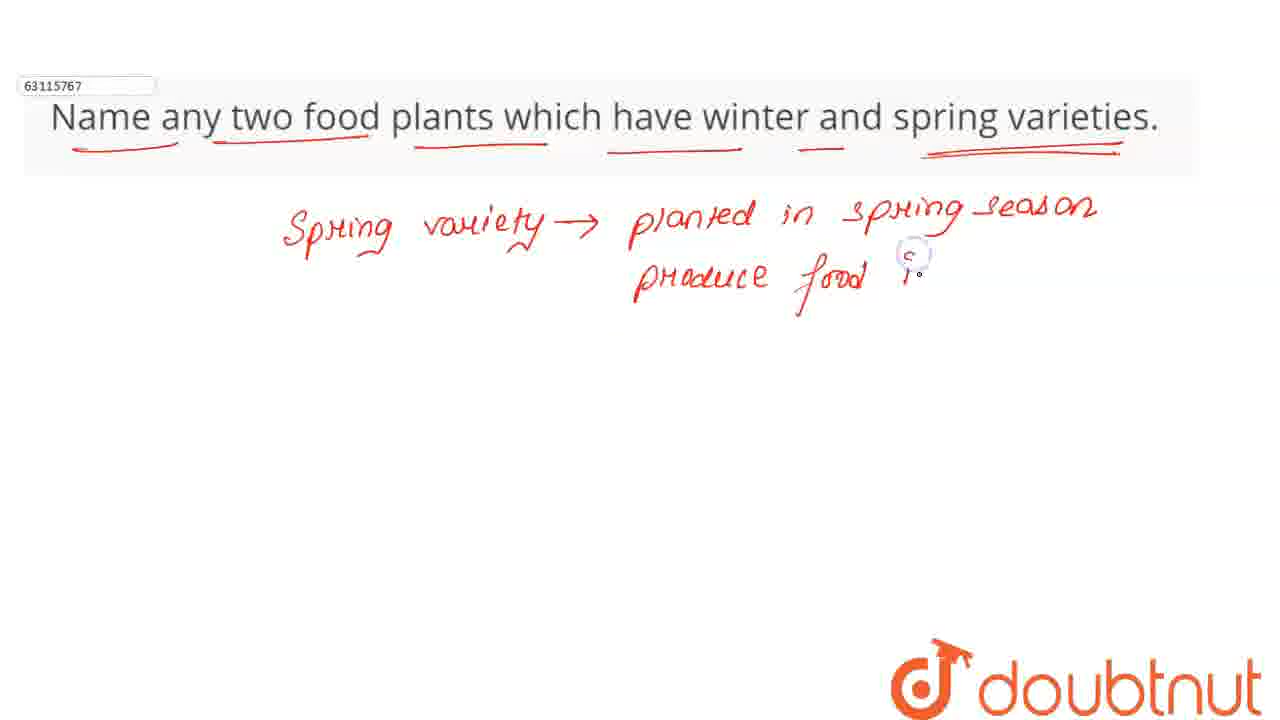 63115767
Name any two food plants which have winter and spring varieties.
Spring variety → planted in spring season
produce food i
doubtnut